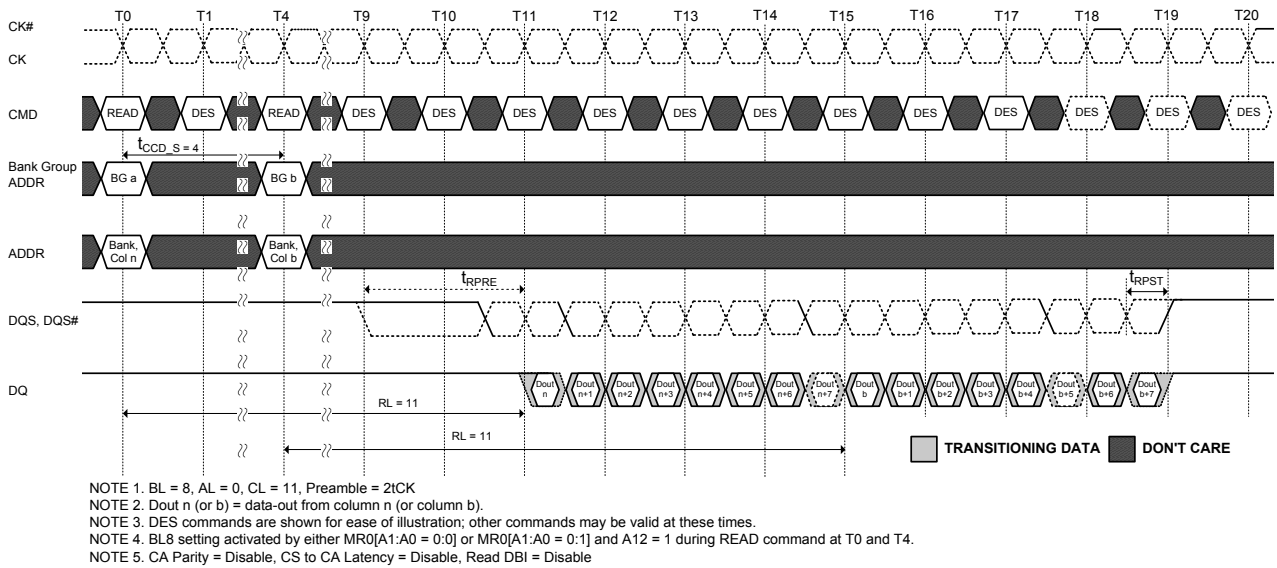 T0 T1 T4 T9 T10 T11 T12 T13 T14 T15 T16 T17 T18 T19 T20
CK#
CK
CMD READ DES READ DES DES DES DES DES DES DES DES DES DES DES DES
tCCD_S = 4
Bank Group
ADDR
BG a BG b
ADDR
Bank,
Col n
Bank,
Col b
tRPRE tRPST
DQS, DQS#
DQ
Dout
n
Dout
n+1
Dout
n+2
Dout
n+3
Dout
n+4
Dout
n+5
Dout
n+6
Dout
n+7
Dout
b
Dout
b+1
Dout
b+2
Dout
b+3
Dout
b+4
Dout
b+5
Dout
b+6
Dout
b+7
RL = 11
RL = 11
TRANSITIONING DATA DON'T CARE
NOTE 1. BL = 8, AL = 0, CL = 11, Preamble = 2tCK
NOTE 2. Dout n (or b) = data-out from column n (or column b).
NOTE 3. DES commands are shown for ease of illustration; other commands may be valid at these times.
NOTE 4. BL8 setting activated by either MR0[A1:A0 = 0:0] or MR0[A1:A0 = 0:1] and A12 = 1 during READ command at T0 and T4.
NOTE 5. CA Parity = Disable, CS to CA Latency = Disable, Read DBI = Disable